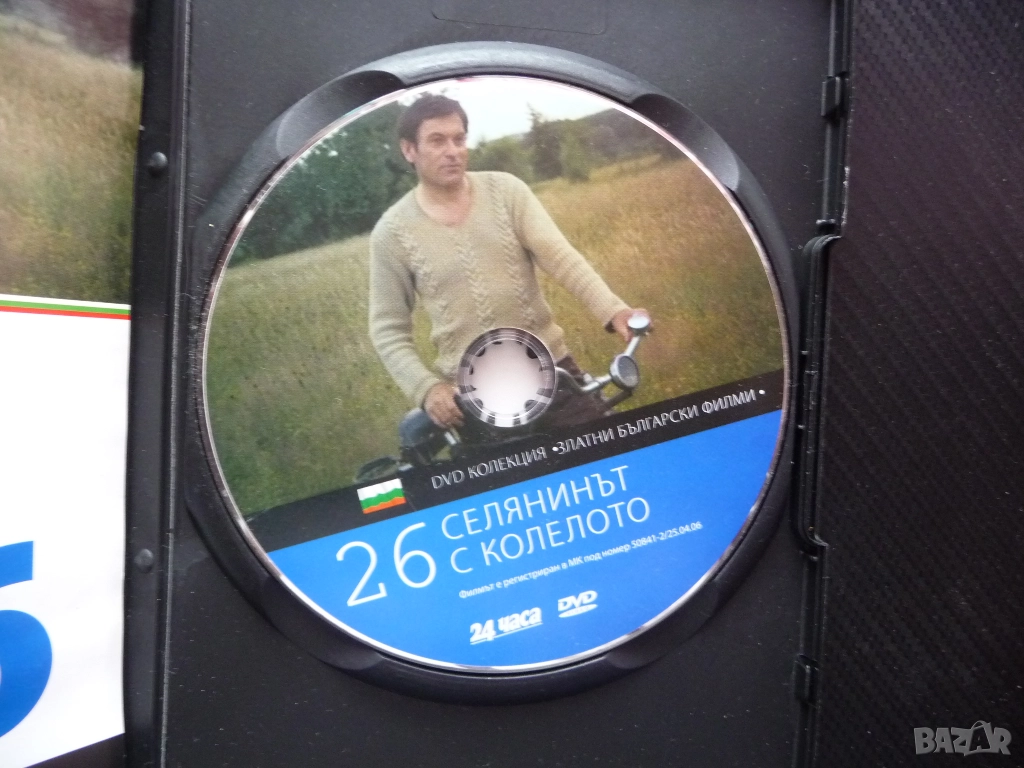 DVD КОЛЕКЦИЯ •ЗЛАТНИ БЪЛГАРСКИ ФИЛМИ •
26
СЕЛЯНИНЪТ
С КОЛЕЛОТО
Филмът е регистриран в МК под номер 50841-2/25.04.06
24 часа
DVD
BAZAR